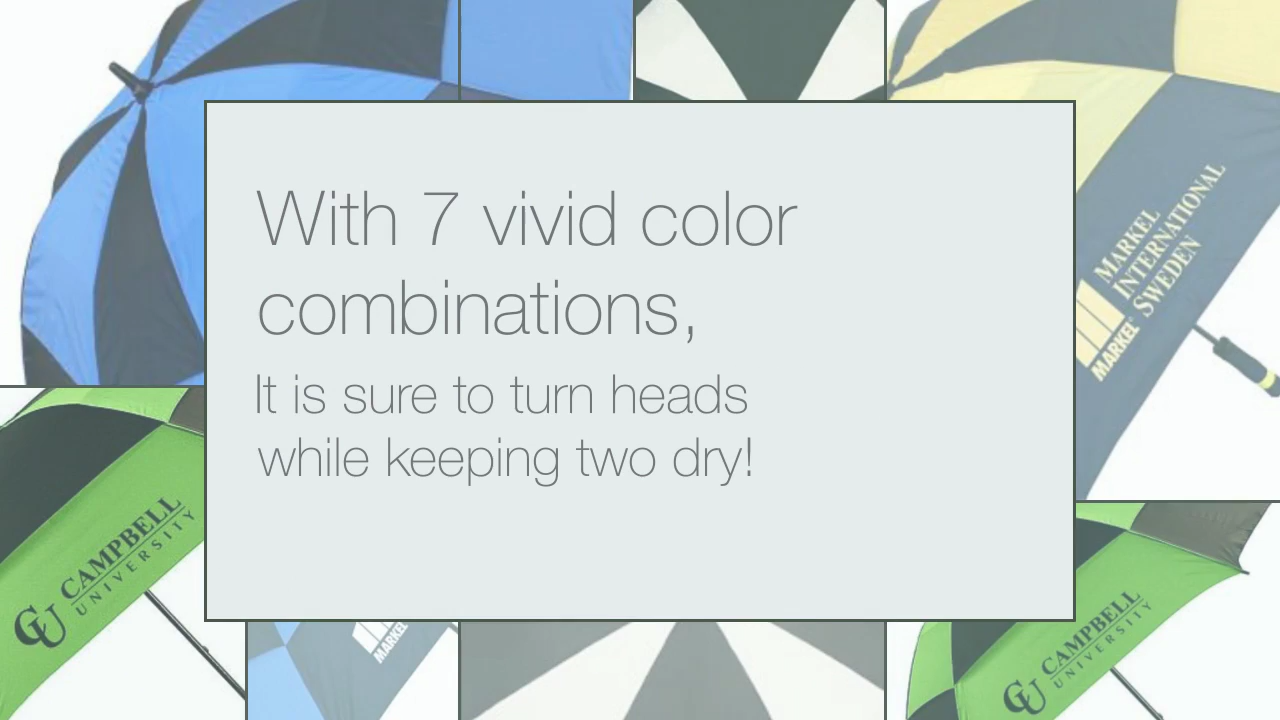 With 7 vivid color
combinations,
It is sure to turn heads
while keeping two dry!
MARKEL
INTERNATIONAL
SWEDEN
MARKEL
CU
CAMPBELL
UNIVERSITY
MARKEL
CU
CAMPBELL
UNIVERSITY